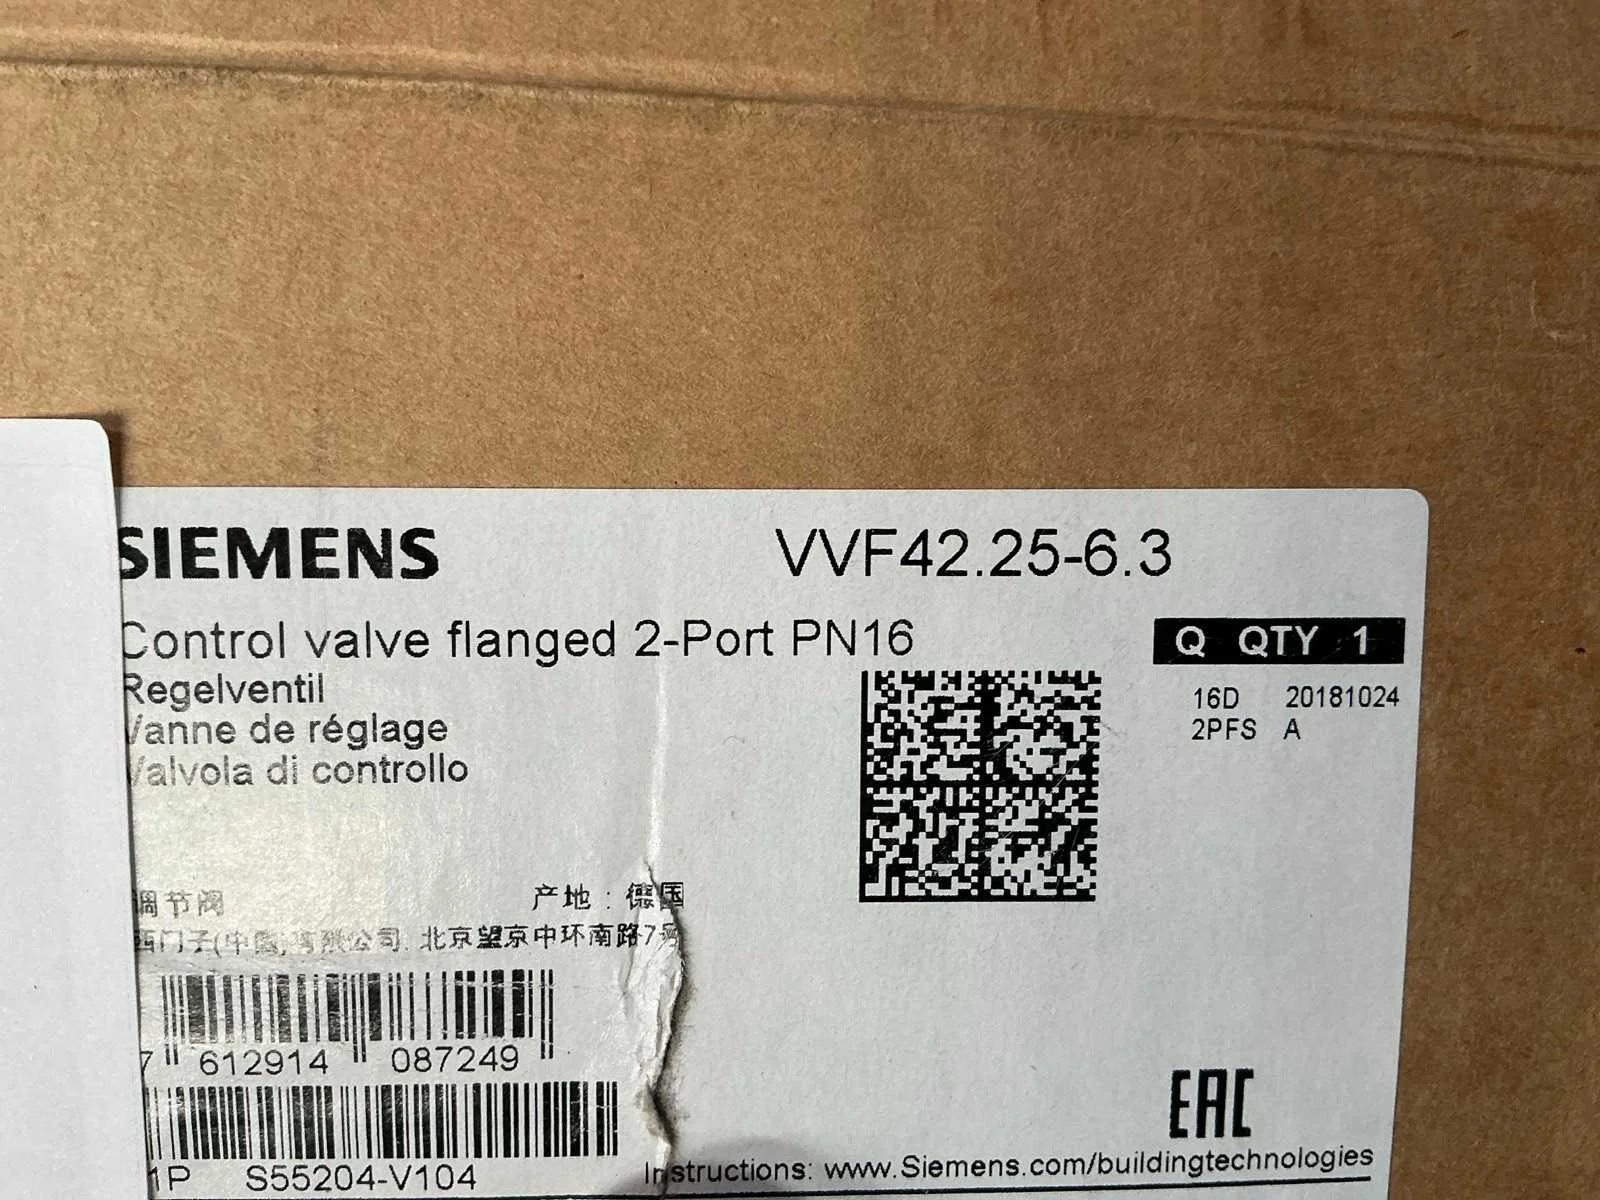 SIEMENS
VVF42.25-6.3
Control valve flanged 2-Port PN16
Q QTY 1
Regelventil
16D 20181024
Vanne de réglage
2PFS A
Valvola di controllo
调节阀 产地：德国
西门子(中国)有限公司, 北京望京中环南路7号
7 612914 087249
EAC
1P S55204-V104
Instructions: www.Siemens.com/buildingtechnologies